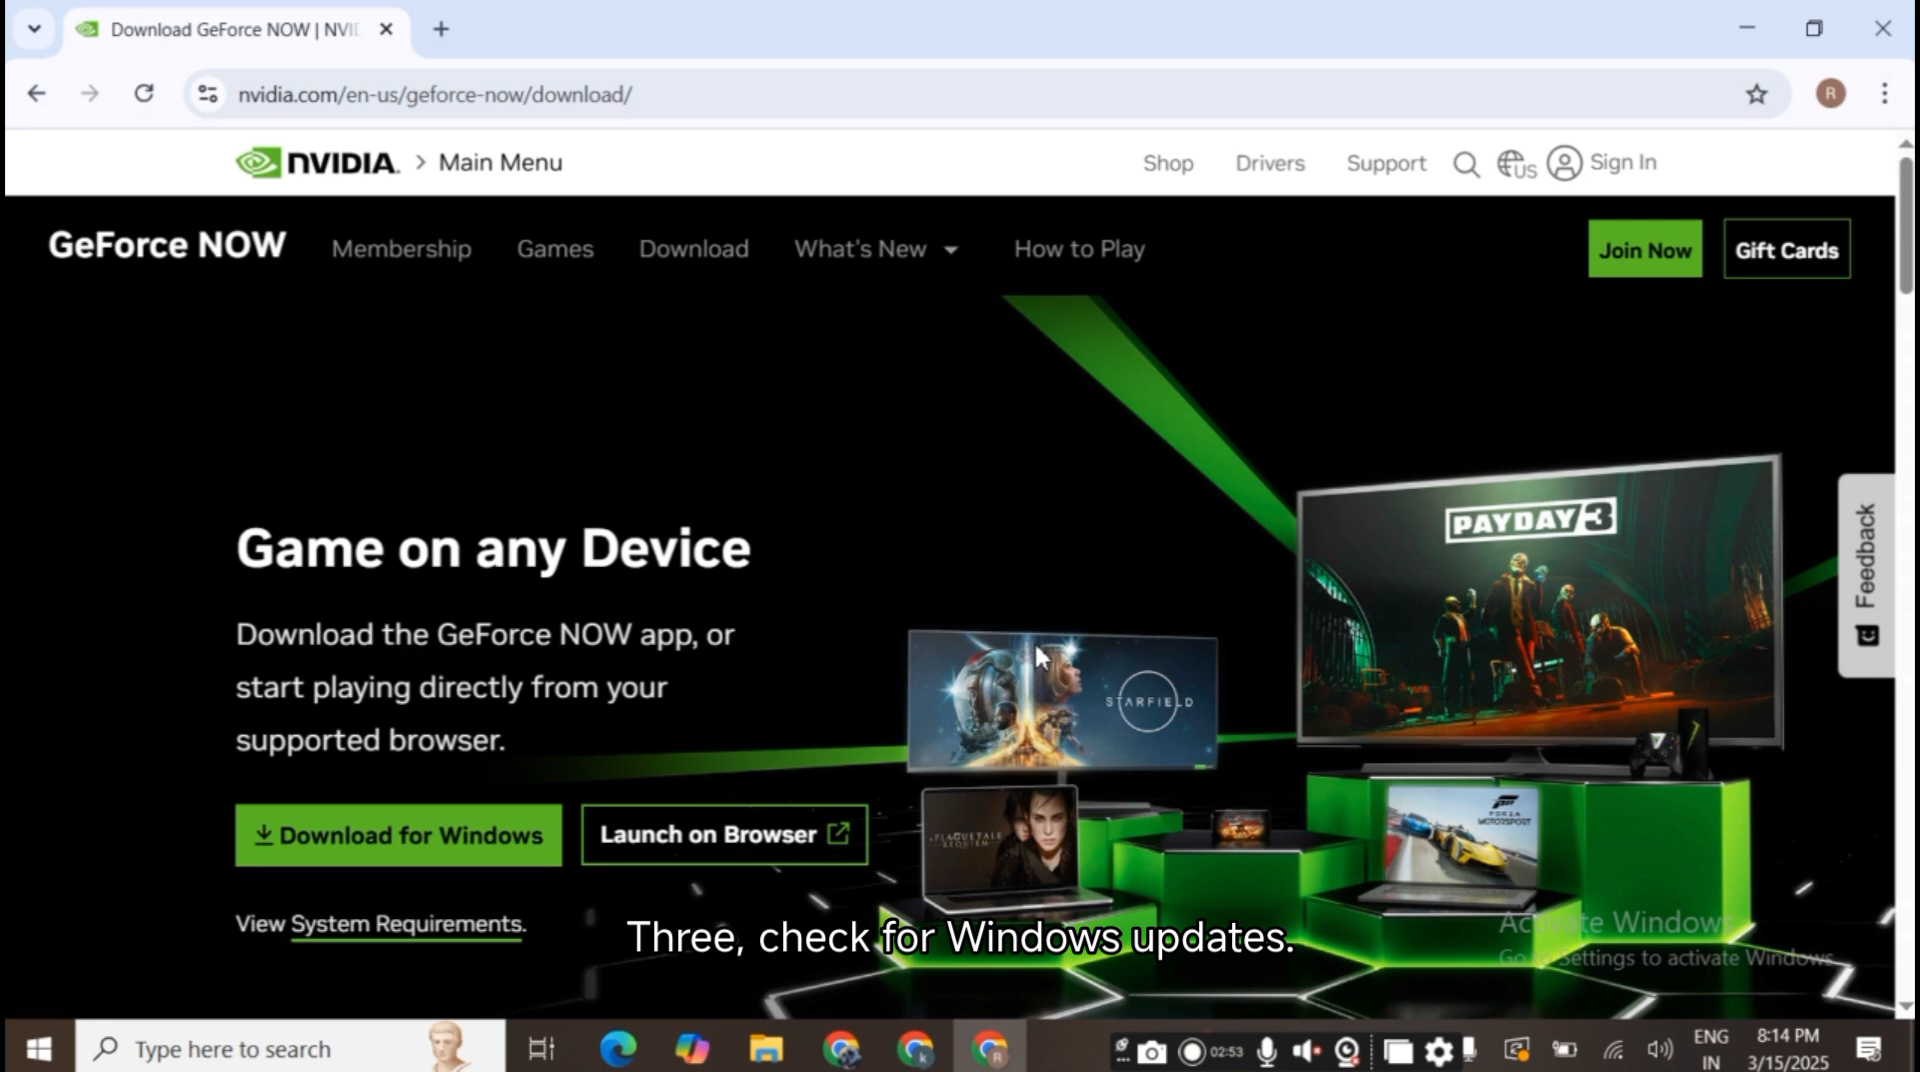 Download GeForce NOW | NVI
nvidia.com/en-us/geforce-now/download/
R
NVIDIA. > Main Menu
Shop
Drivers
Support
US
Sign In
GeForce NOW
Membership
Games
Download
What's New
How to Play
Join Now
Gift Cards
PAYDAY 3
Feedback
Game on any Device
Download the GeForce NOW app, or
start playing directly from your
supported browser.
STARFIELD
FORZA
MOTORSPORT
Download for Windows
Launch on Browser
View System Requirements.
Three, check for Windows updates.
Activate Windows
Go to Settings to activate Windows.
Type here to search
k
R
02:53
ENG
IN
8:14 PM
3/15/2025